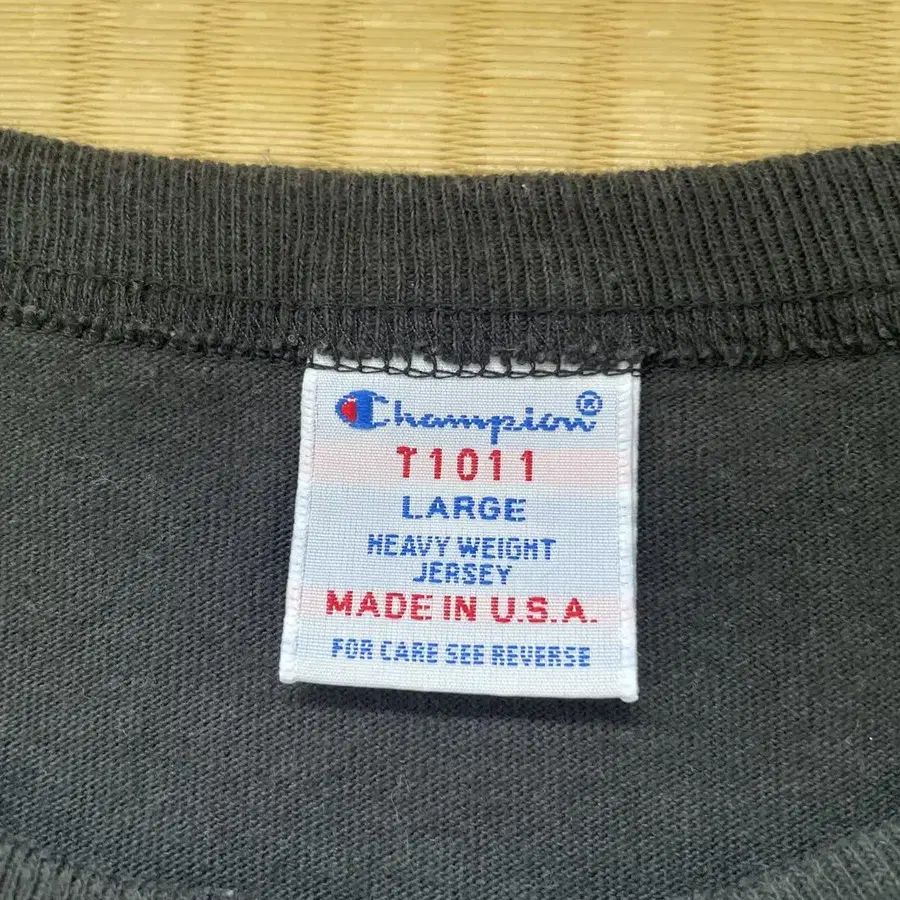 Champion®
T1011
LARGE
HEAVY WEIGHT
JERSEY
MADE IN U.S.A.
FOR CARE SEE REVERSE